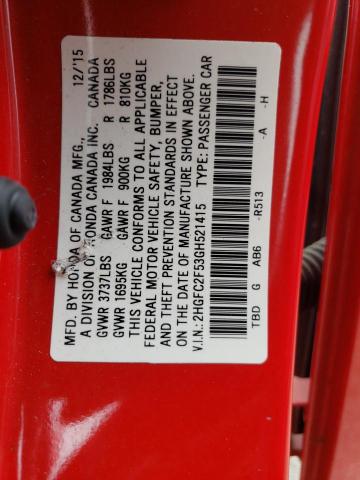 MFD. BY HONDA OF CANADA MFG., 12/'15
A DIVISION OF HONDA CANADA INC. CANADA
GVWR 3737LBS GAWR F 1984LBS R 1786LBS
GVWR 1695KG GAWR F 900KG R 810KG
THIS VEHICLE CONFORMS TO ALL APPLICABLE
FEDERAL MOTOR VEHICLE SAFETY, BUMPER,
AND THEFT PREVENTION STANDARDS IN EFFECT
ON THE DATE OF MANUFACTURE SHOWN ABOVE.
V.I.N.: 2HGFC2F53GH521415 TYPE: PASSENGER CAR
TBD G AB6 -R513 -A -H